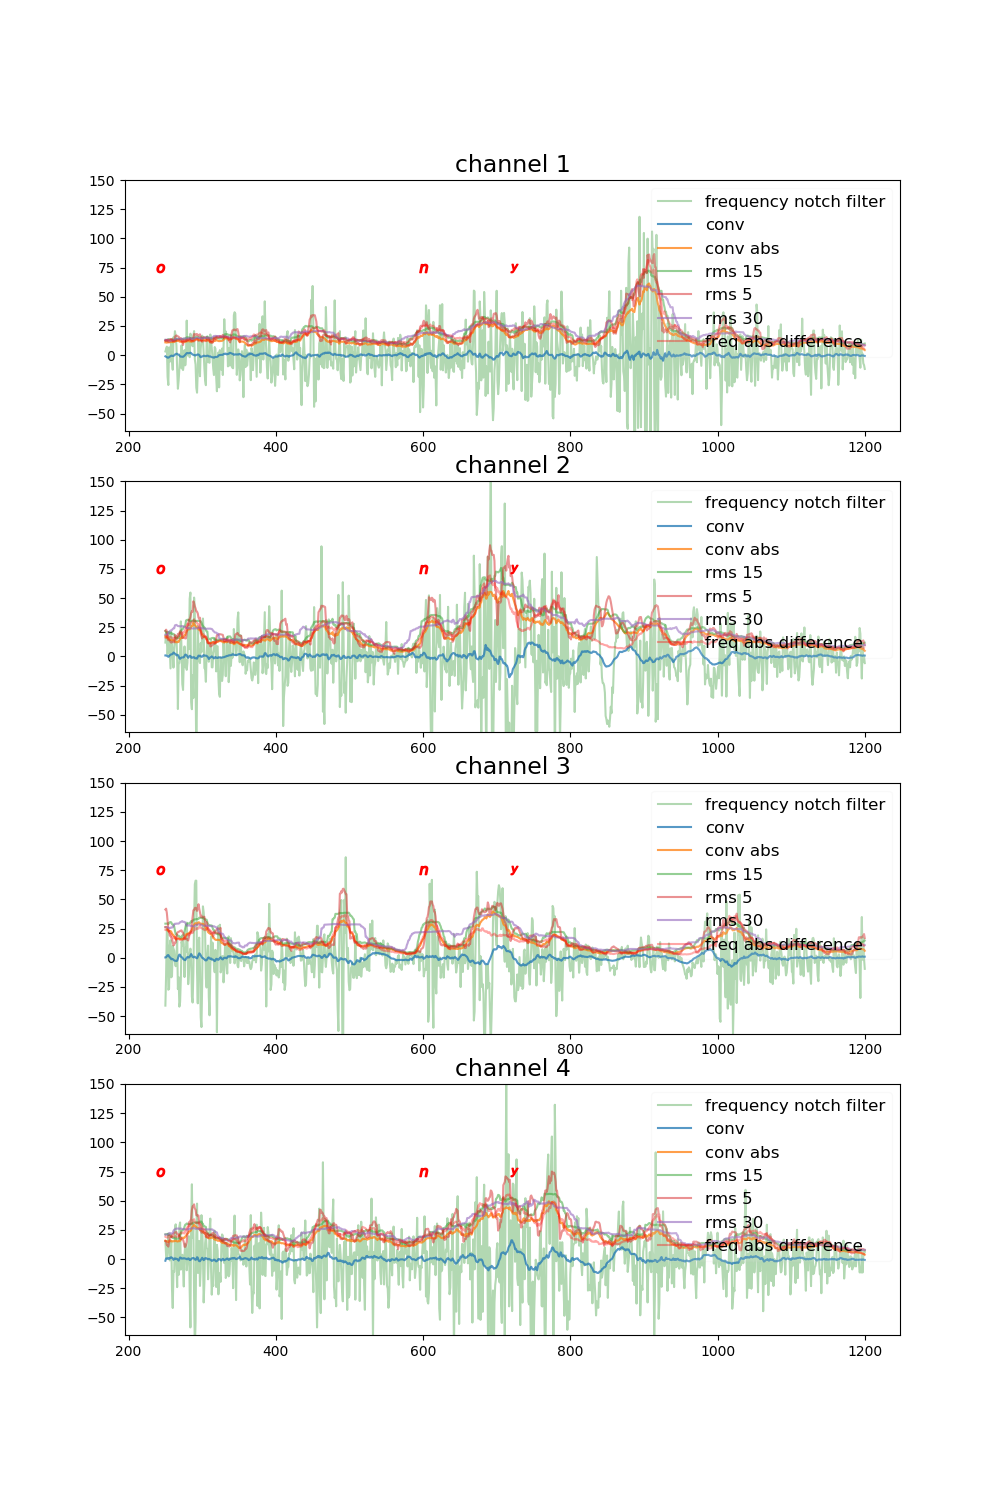 channel 1
150
125
100
75
50
25
0
−25
−50
o n y
frequency notch filter
conv
conv abs
rms 15
rms 5
rms 30
freq abs difference
200 400 600 800 1000 1200
channel 2
150
125
100
75
50
25
0
−25
−50
o n y
frequency notch filter
conv
conv abs
rms 15
rms 5
rms 30
freq abs difference
200 400 600 800 1000 1200
channel 3
150
125
100
75
50
25
0
−25
−50
o n y
frequency notch filter
conv
conv abs
rms 15
rms 5
rms 30
freq abs difference
200 400 600 800 1000 1200
channel 4
150
125
100
75
50
25
0
−25
−50
o n y
frequency notch filter
conv
conv abs
rms 15
rms 5
rms 30
freq abs difference
200 400 600 800 1000 1200